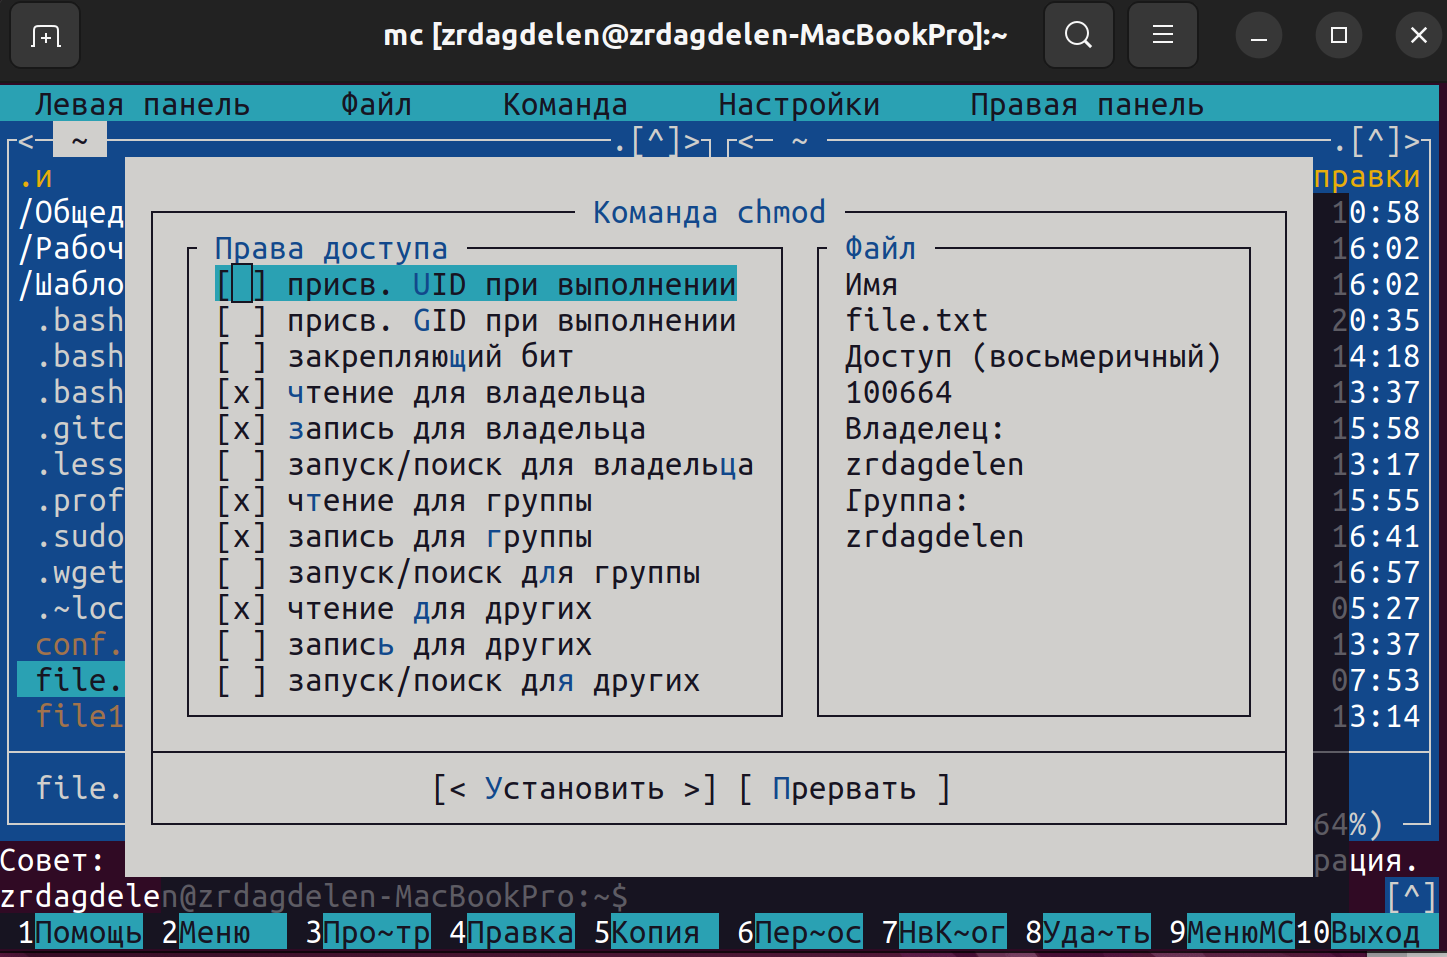 mc [zrdagdelen@zrdagdelen-MacBookPro]:~
Левая панель Файл Команда Настройки Правая панель
< ~ .[^]> < ~ .[^]>
.и правки
/Общед 10:58
/Рабоч 16:02
/Шабло 16:02
.bash 20:35
.bash 14:18
.bash 13:37
.gitc 15:58
.less 13:17
.prof 15:55
.sudo 16:41
.wget 16:57
.~loc 05:27
conf. 13:37
file. 07:53
file1 13:14
file.
64%)
Команда chmod
Права доступа
[ ] присв. UID при выполнении
[ ] присв. GID при выполнении
[ ] закрепляющий бит
[x] чтение для владельца
[x] запись для владельца
[ ] запуск/поиск для владельца
[x] чтение для группы
[x] запись для группы
[ ] запуск/поиск для группы
[x] чтение для других
[ ] запись для других
[ ] запуск/поиск для других
Файл
Имя
file.txt
Доступ (восьмеричный)
100664
Владелец:
zrdagdelen
Группа:
zrdagdelen
[< Установить >] [ Прервать ]
Совет: рация.
zrdagdelen@zrdagdelen-MacBookPro:~$ [^]
1Помощь 2Меню 3Про~тр 4Правка 5Копия 6Пер~ос 7НвК~ог 8Уда~ть 9МенюМС 10Выход